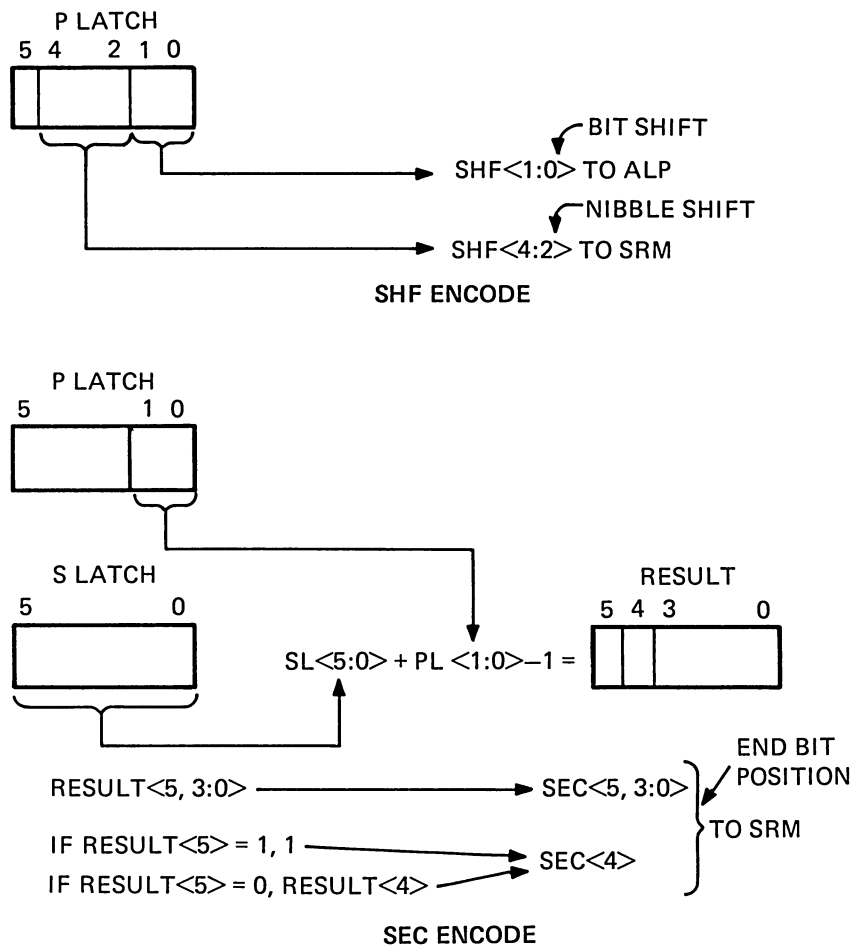 P LATCH
5 4 2 1 0
BIT SHIFT
SHF<1:0> TO ALP
NIBBLE SHIFT
SHF<4:2> TO SRM
SHF ENCODE
P LATCH
5 1 0
S LATCH
5 0
RESULT
5 4 3 0
SL<5:0> + PL <1:0>–1 =
END BIT
POSITION
RESULT<5, 3:0>
SEC<5, 3:0>
TO SRM
IF RESULT<5> = 1, 1
SEC<4>
IF RESULT<5> = 0, RESULT<4>
SEC ENCODE